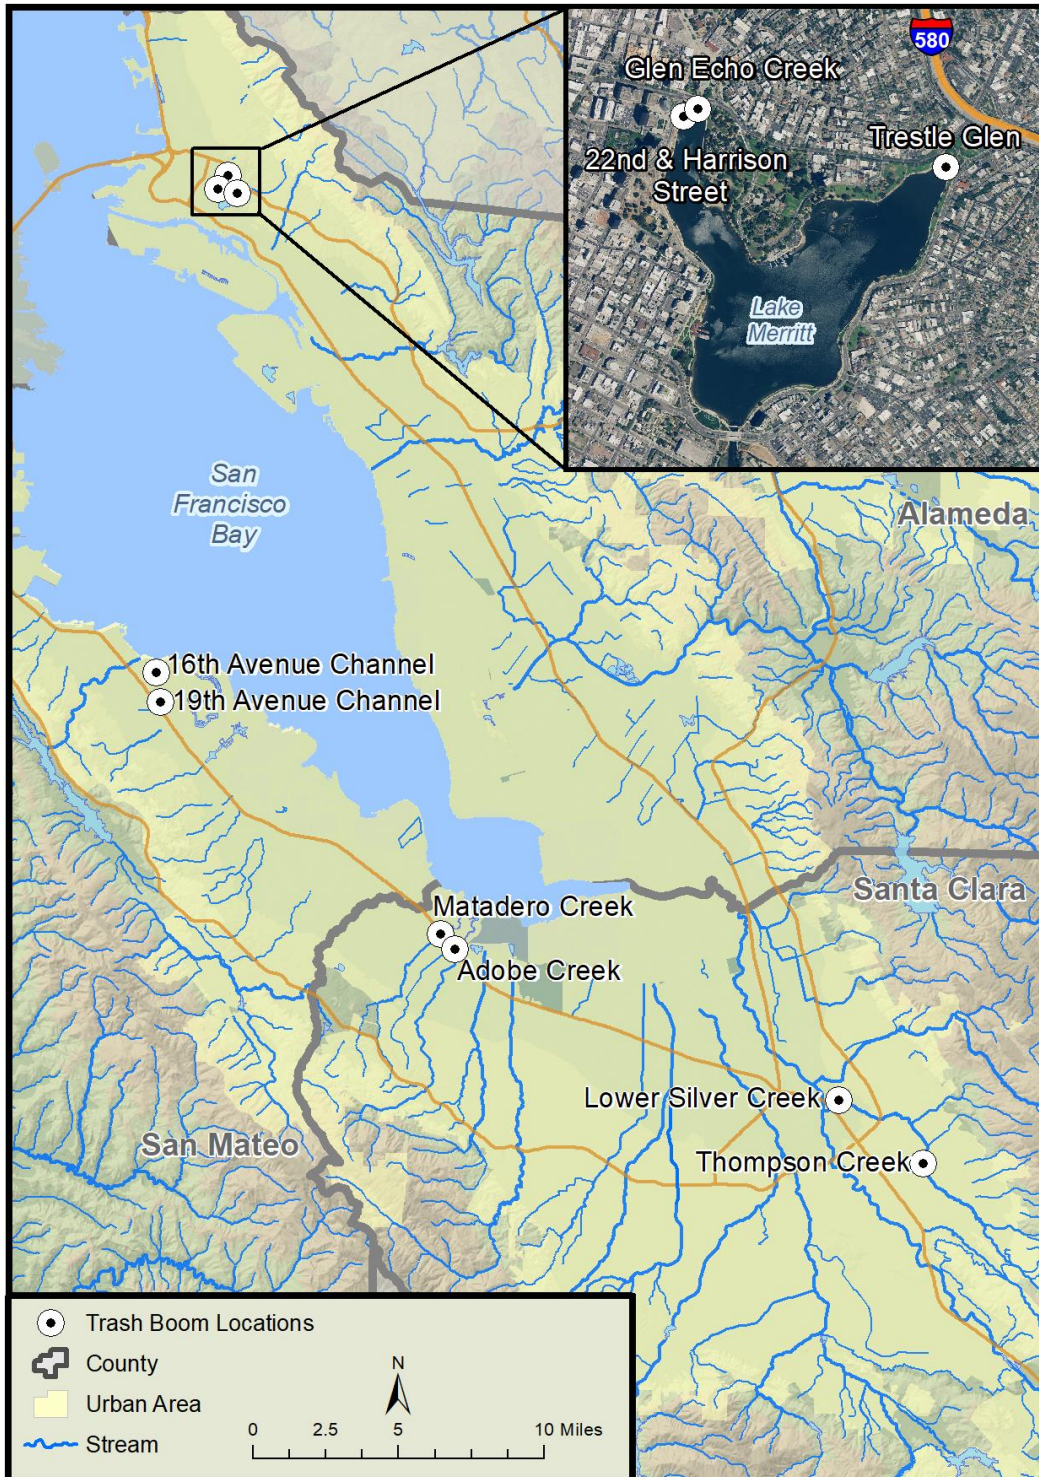 580
Glen Echo Creek
Trestle Glen
22nd & Harrison
Street
Lake
Merritt
San
Francisco
Bay
Alameda
16th Avenue Channel
19th Avenue Channel
Santa Clara
Matadero Creek
Adobe Creek
Lower Silver Creek
San Mateo
Thompson Creek
Trash Boom Locations
County
Urban Area
Stream
N
0 2.5 5 10 Miles